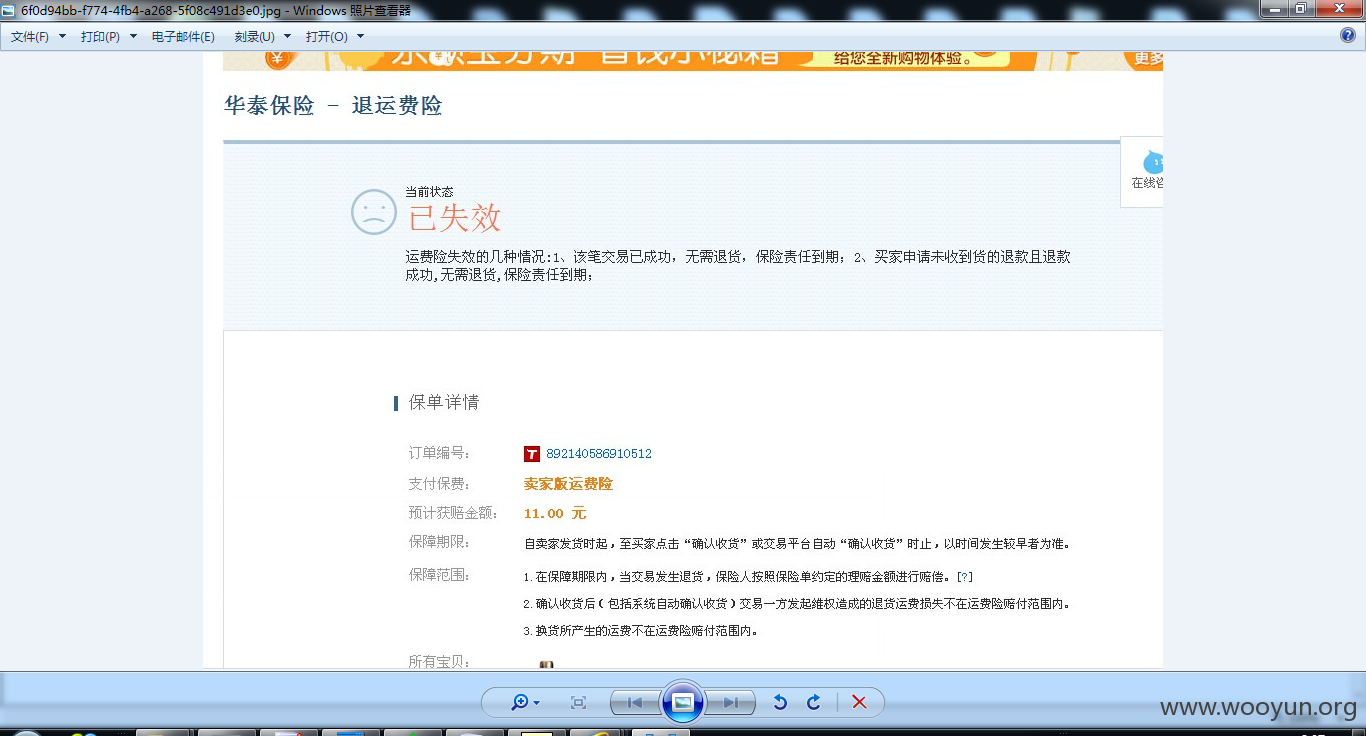 6f0d94bb-f774-4fb4-a268-5f08c491d3e0.jpg - Windows 照片查看器
文件(F) 打印(P) 电子邮件(E) 刻录(U) 打开(O)
给您全新购物体验。
更多
华泰保险 - 退运费险
在线咨
当前状态
已失效
运费险失效的几种情况:1、该笔交易已成功，无需退货，保险责任到期；2、买家申请未收到货的退款且退款
成功,无需退货,保险责任到期；
保单详情
订单编号： T 892140586910512
支付保费： 卖家版运费险
预计获赔金额： 11.00 元
保障期限： 自卖家发货时起，至买家点击“确认收货”或交易平台自动“确认收货”时止，以时间发生较早者为准。
保障范围： 1.在保障期限内，当交易发生退货，保险人按照保险单约定的理赔金额进行赔偿。[?]
2.确认收货后（包括系统自动确认收货）交易一方发起维权造成的退货运费损失不在运费险赔付范围内。
3.换货所产生的运费不在运费险赔付范围内。
所有宝贝：
www.wooyun.org